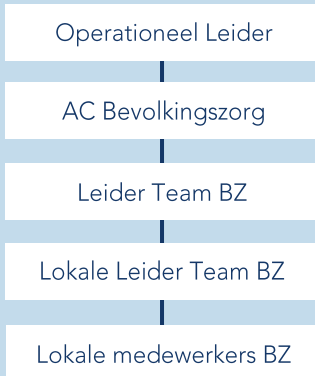 Operationeel Leider
AC Bevolkingszorg
Leider Team BZ
Lokale Leider Team BZ
Lokale medewerkers BZ